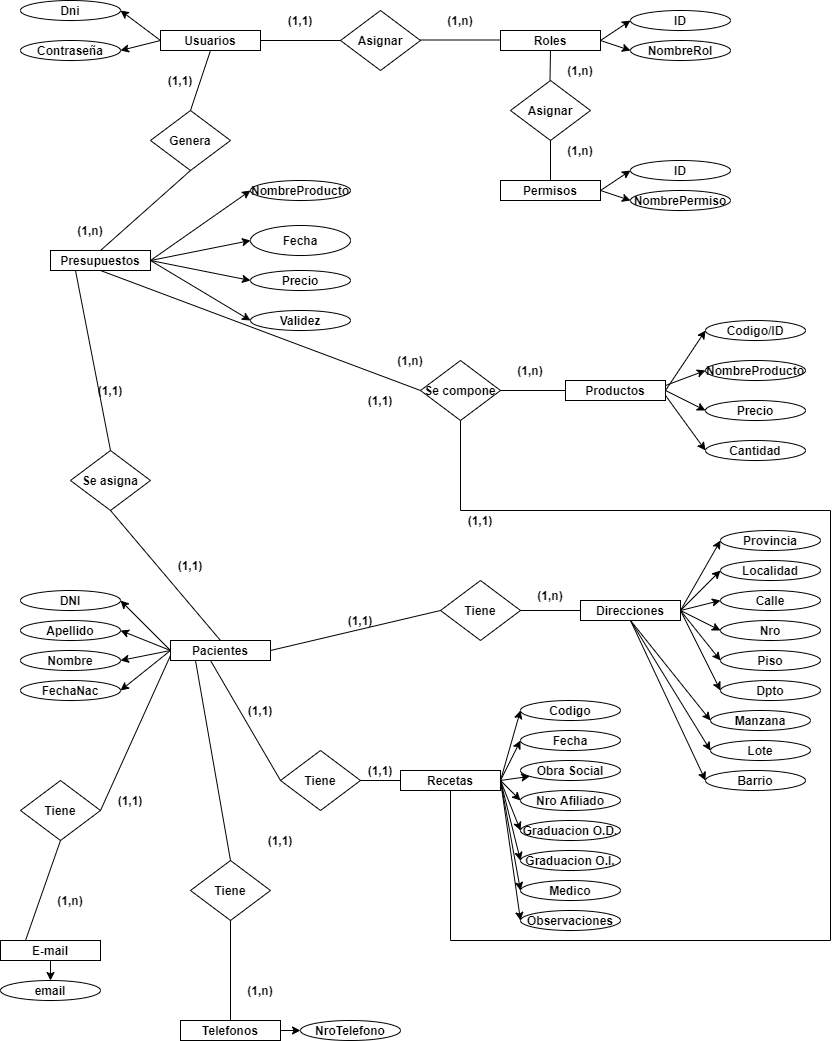 Dni
Contraseña
Usuarios
(1,1)
Asignar
(1,n)
Roles
ID
NombreRol
(1,1)
(1,n)
Genera
Asignar
(1,n)
Permisos
ID
NombrePermiso
(1,n)
Presupuestos
NombreProducto
Fecha
Precio
Validez
(1,1)
(1,n)
(1,1)
Se compone
(1,n)
Productos
Codigo/ID
NombreProducto
Precio
Cantidad
Se asigna
(1,1)
(1,1)
DNI
Apellido
Nombre
FechaNac
Pacientes
(1,1)
Tiene
(1,n)
Direcciones
Provincia
Localidad
Calle
Nro
Piso
Dpto
Manzana
Lote
Barrio
(1,1)
Tiene
(1,1)
Recetas
Codigo
Fecha
Obra Social
Nro Afiliado
Graduacion O.D.
Graduacion O.I.
Medico
Observaciones
(1,1)
Tiene
(1,n)
E-mail
email
(1,1)
Tiene
(1,n)
Telefonos
NroTelefono